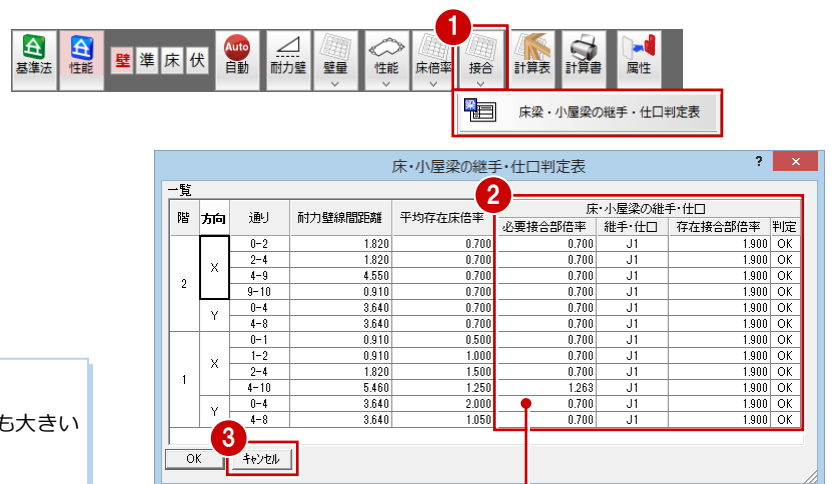 1
基準法 性能 壁 準 床 伏 Auto 自動 耐力壁 壁量 性能 床倍率 接合 計算表 計算書 属性
梁 床梁・小屋梁の継手・仕口判定表
床・小屋梁の継手・仕口判定表 ? ×
一覧
2
階 方向 通り 耐力壁線間距離 平均存在床倍率 床・小屋梁の継手・仕口
必要接合部倍率 継手・仕口 存在接合部倍率 判定
2 X 0-2 1.820 0.700 0.700 J1 1.900 OK
2-4 1.820 0.700 0.700 J1 1.900 OK
4-9 4.550 0.700 0.700 J1 1.900 OK
9-10 0.910 0.700 0.700 J1 1.900 OK
Y 0-4 3.640 0.700 0.700 J1 1.900 OK
4-8 3.640 0.700 0.700 J1 1.900 OK
1 X 0-1 0.910 0.500 0.700 J1 1.900 OK
1-2 0.910 1.000 0.700 J1 1.900 OK
2-4 1.820 1.500 0.700 J1 1.900 OK
4-10 5.460 1.250 1.263 J1 1.900 OK
Y 0-4 3.640 2.000 0.700 J1 1.900 OK
4-8 3.640 1.050 0.700 J1 1.900 OK
も大きい
3
OK キャンセル